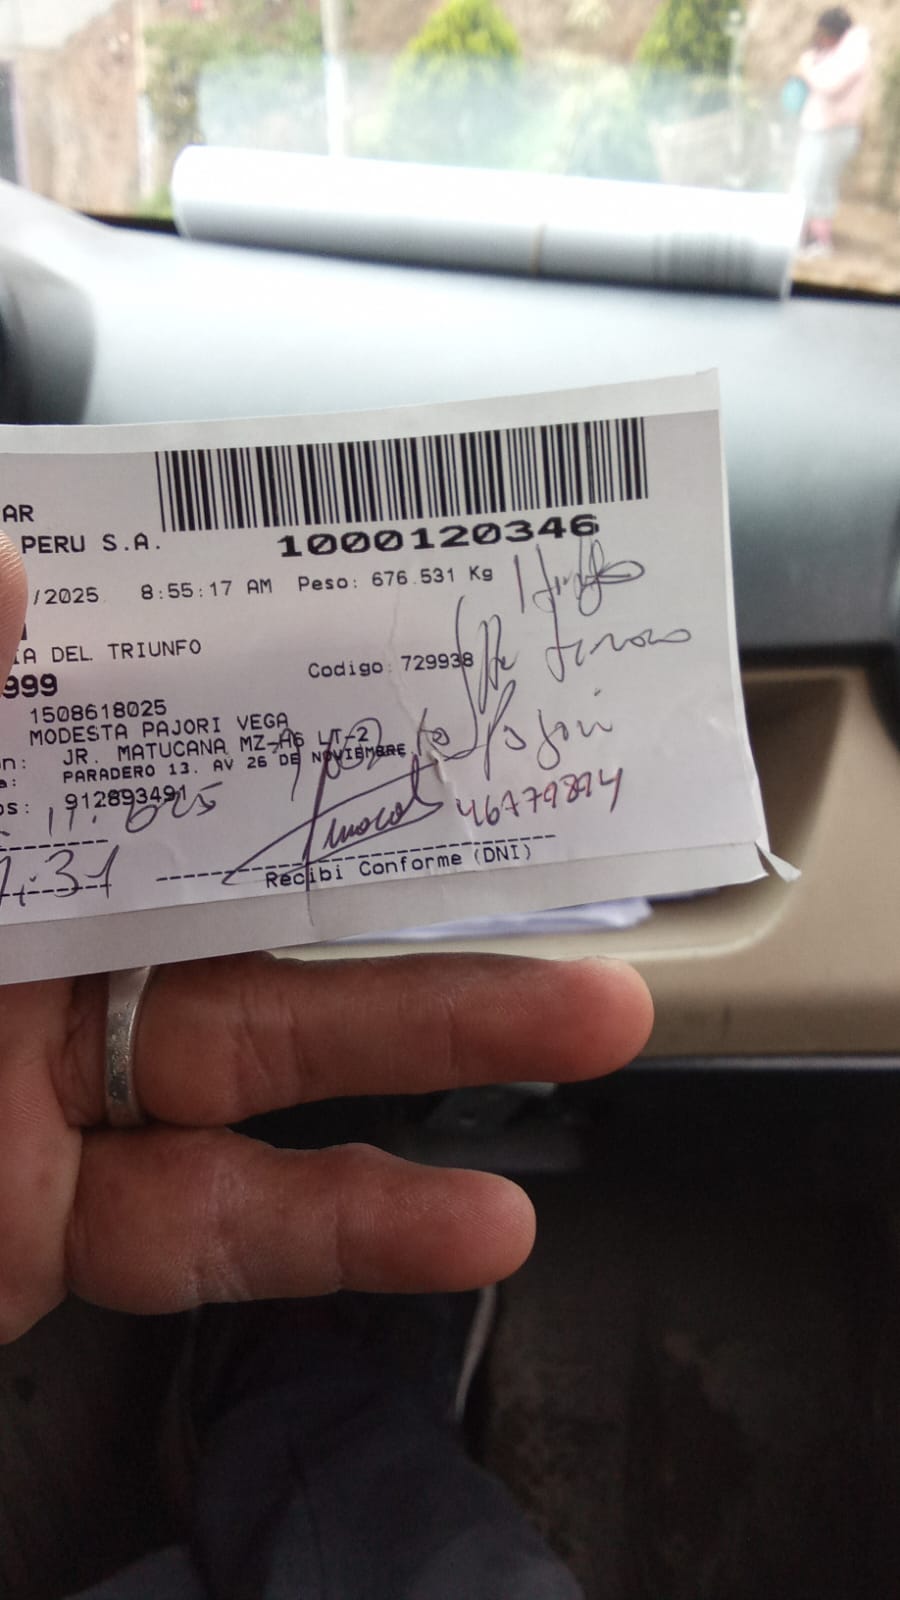 AR
PERU S.A.
1000120346
/2025 8:55:17 AM Peso: 676.531 Kg
IA DEL TRIUNFO
Codigo: 729938
999
1508618025
MODESTA PAJORI VEGA
n: JR. MATUCANA MZ-A6 LT-2
a: PARADERO 13. AV 26 DE NOVIEMBRE
os: 912893491
46779894
Recibi Conforme (DNI)